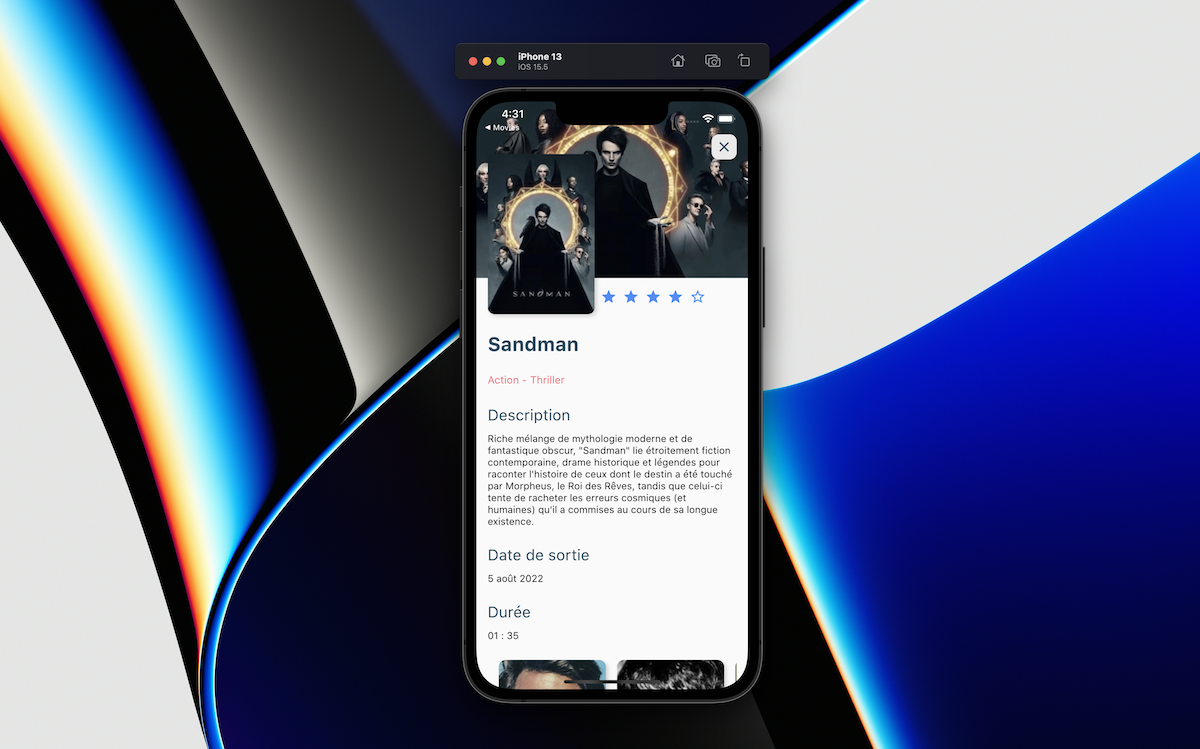 iPhone 13
iOS 15.5
4:31
◀ Movies
SANDMAN
Sandman
Action - Thriller
Description
Riche mélange de mythologie moderne et de
fantastique obscur, "Sandman" lie étroitement fiction
contemporaine, drame historique et légendes pour
raconter l'histoire de ceux dont le destin a été touché
par Morpheus, le Roi des Rêves, tandis que celui-ci
tente de racheter les erreurs cosmiques (et
humaines) qu'il a commises au cours de sa longue
existence.
Date de sortie
5 août 2022
Durée
01 : 35